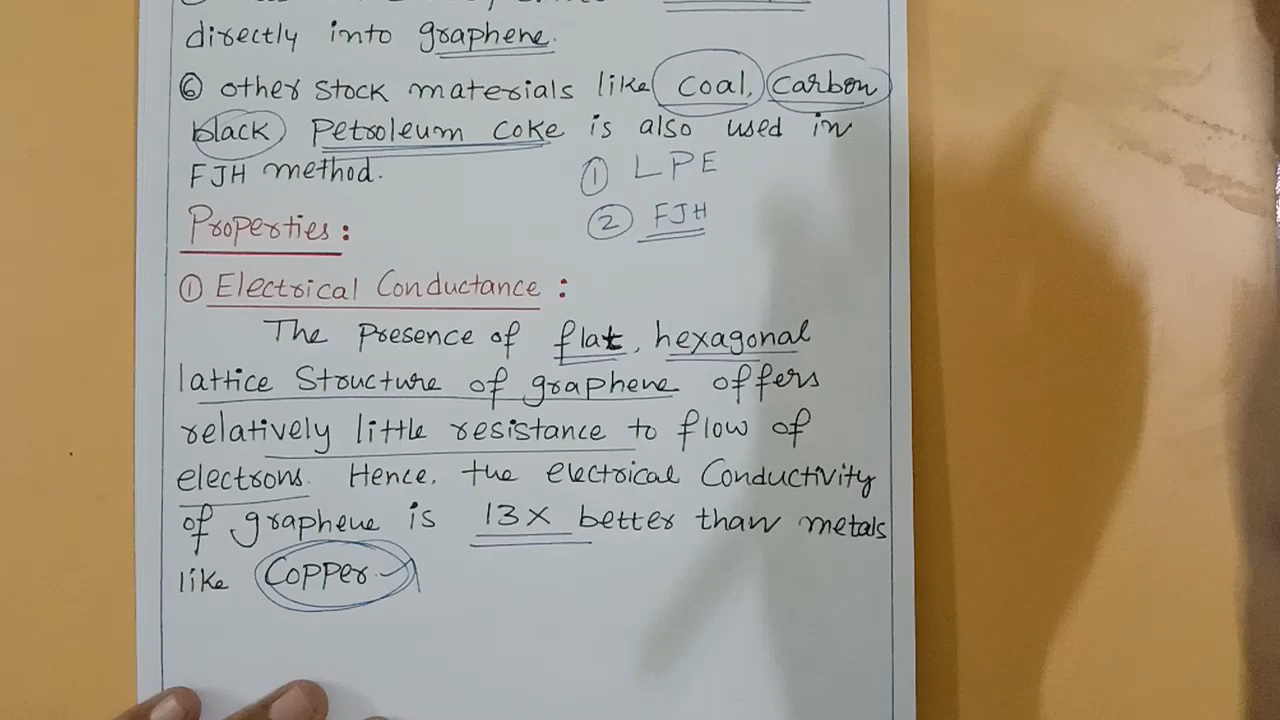 directly into graphene.
⑥ other stock materials like coal, carbon
black Petroleum coke is also used in
FJH method.
① LPE
② FJH
Properties:
① Electrical Conductance:
The presence of flat, hexagonal
lattice structure of graphene offers
relatively little resistance to flow of
electrons. Hence, the electrical Conductivity
of graphene is 13x better than metals
like Copper.